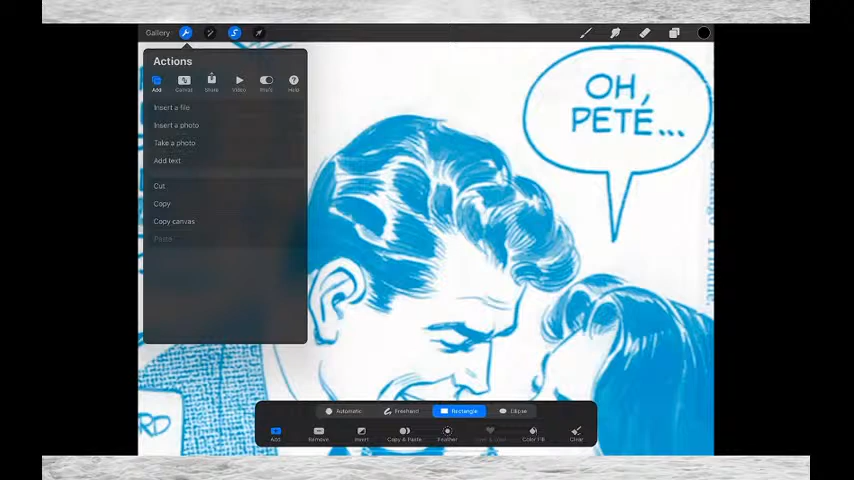 Gallery
Actions
Add Canvas Share Video Prefs Help
Insert a file
Insert a photo
Take a photo
Add text
Cut
Copy
Copy canvas
Paste
OH,
PETE...
RD
Automatic Freehand Rectangle Ellipse
Add Remove Invert Copy & Paste Feather Color Fill Clear